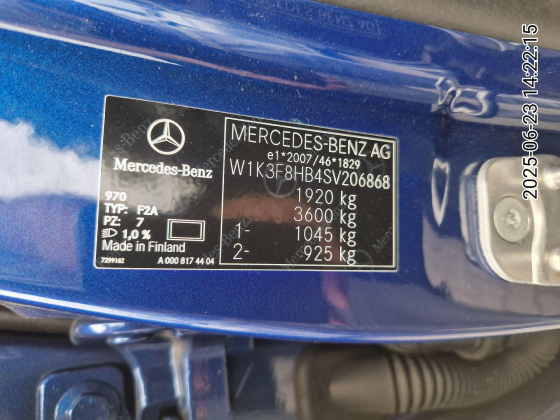 2025-06-23 14:22:15
Mercedes-Benz
970
TYP: F2A
PZ: 7
1,0 %
Made in Finland
7299162
A 000 817 44 04
MERCEDES-BENZ AG
e1*2007/46*1829
W1K3F8HB4SV206868
1920 kg
3600 kg
1- 1045 kg
2- 925 kg